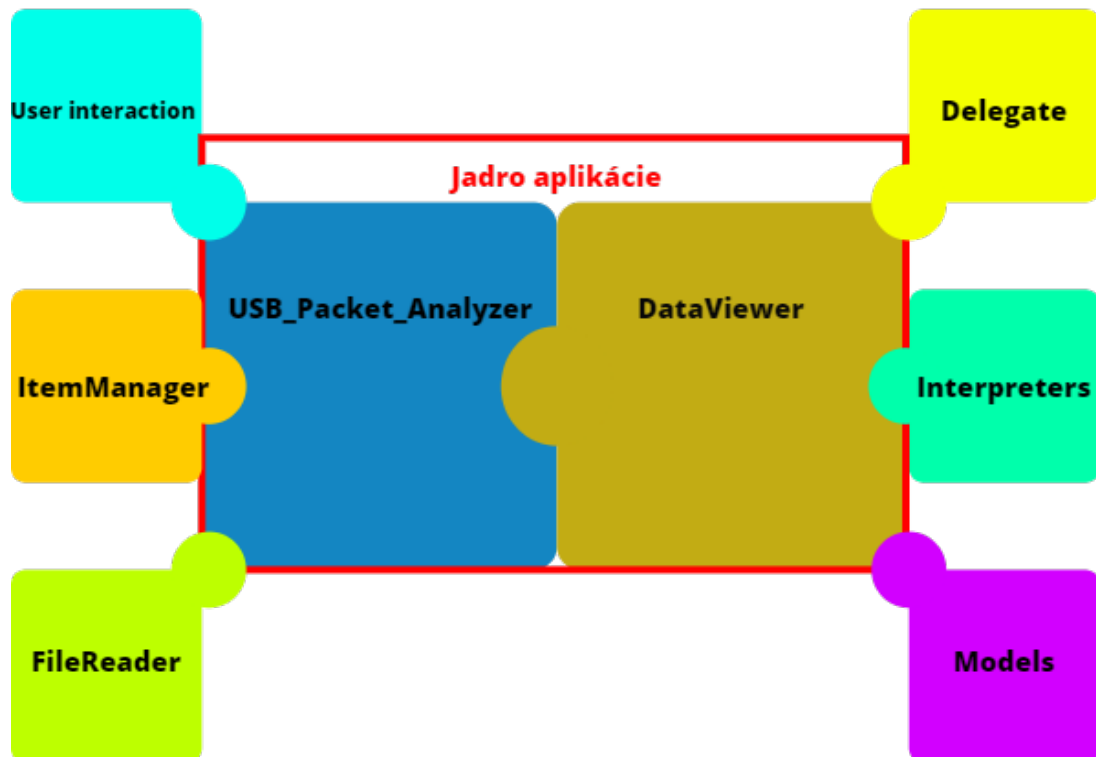 User interaction
Delegate
Jadro aplikácie
USB_Packet_Analyzer
DataViewer
ItemManager
Interpreters
FileReader
Models